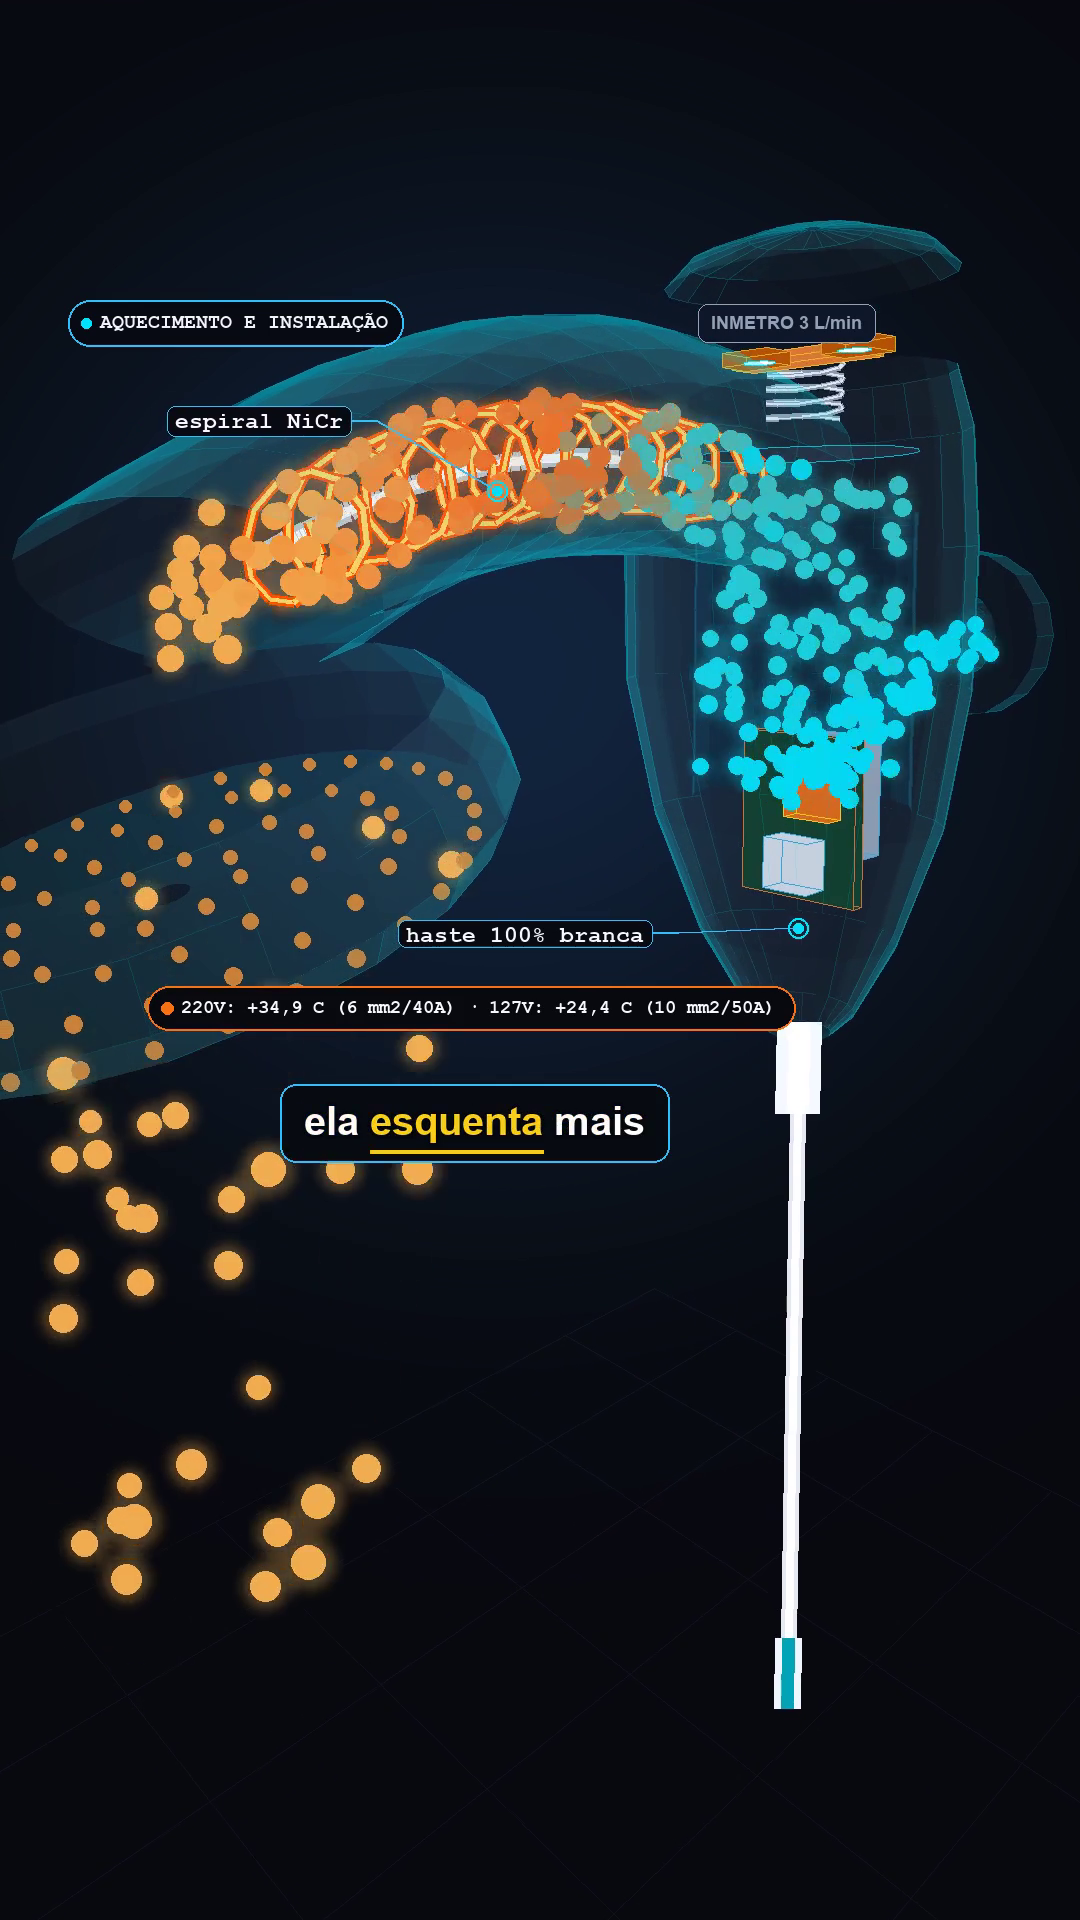 AQUECIMENTO E INSTALAÇÃO
INMETRO 3 L/min
espiral NiCr
haste 100% branca
220V: +34,9 C (6 mm2/40A) · 127V: +24,4 C (10 mm2/50A)
ela esquenta mais